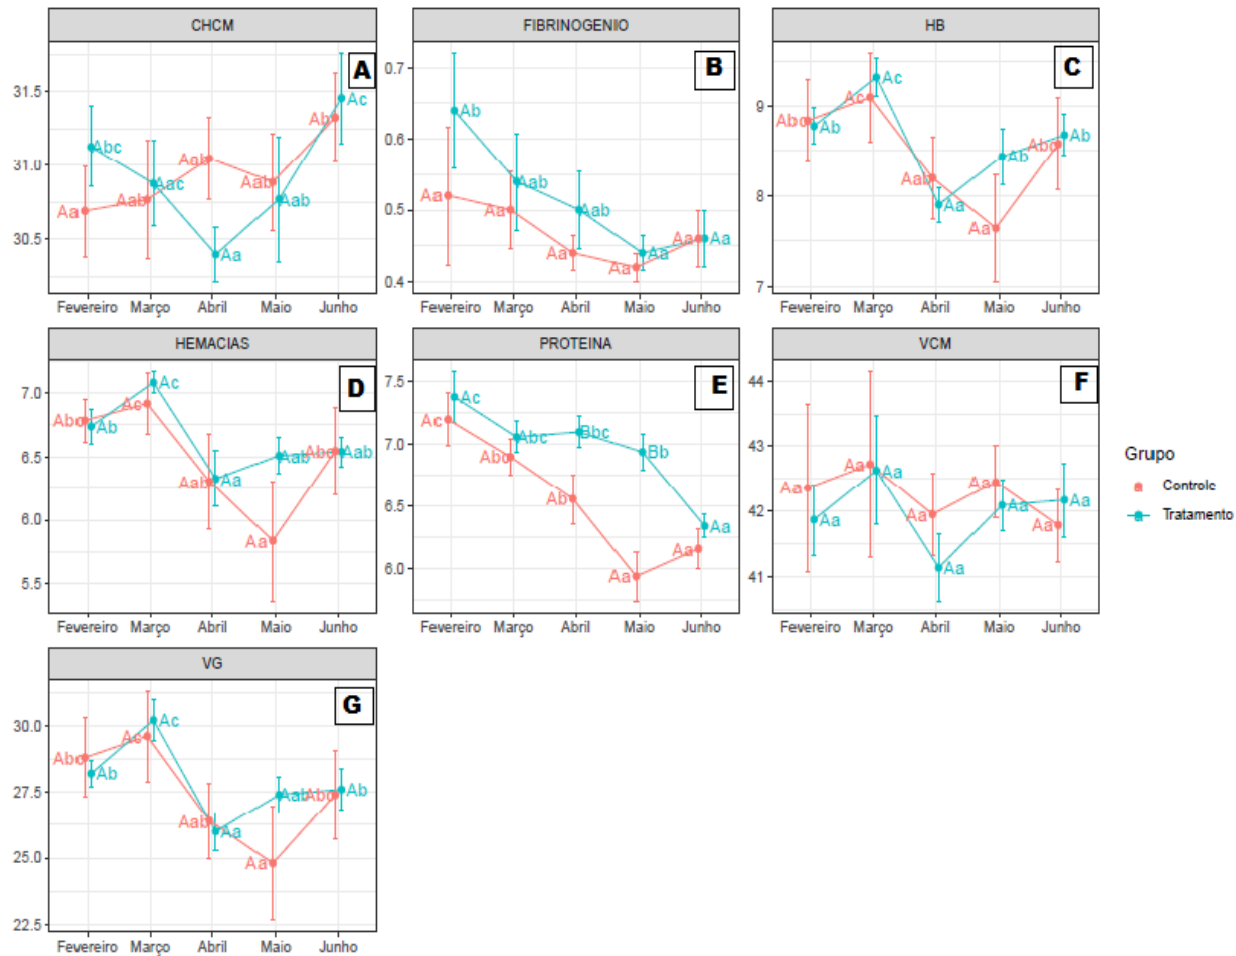 CHCM
A
31.5
31.0
30.5
Aa
Abc
Aab
Aac
Aab
Aa
Aab
Aab
Ab
Ac
Fevereiro Março Abril Maio Junho
FIBRINOGENIO
B
0.7
0.6
0.5
0.4
Aa
Ab
Aa
Aab
Aa
Aab
Aa
Aa
Aa
Aa
Fevereiro Março Abril Maio Junho
HB
C
9
8
7
Abc
Ab
Ac
Ac
Aab
Aa
Aa
Ab
Abc
Ab
Fevereiro Março Abril Maio Junho
HEMACIAS
D
7.0
6.5
6.0
5.5
Abc
Ab
Ac
Ac
Aab
Aa
Aa
Aab
Abc
Aab
Fevereiro Março Abril Maio Junho
PROTEINA
E
7.5
7.0
6.5
6.0
Ac
Ac
Abc
Abc
Ab
Bbc
Aa
Bb
Aa
Aa
Fevereiro Março Abril Maio Junho
VCM
F
44
43
42
41
Aa
Aa
Aa
Aa
Aa
Aa
Aa
Aa
Aa
Aa
Fevereiro Março Abril Maio Junho
Grupo
Controle
Tratamento
VG
G
30.0
27.5
25.0
22.5
Abc
Ab
Ac
Ac
Aab
Aa
Aa
Aab
Abc
Ab
Fevereiro Março Abril Maio Junho